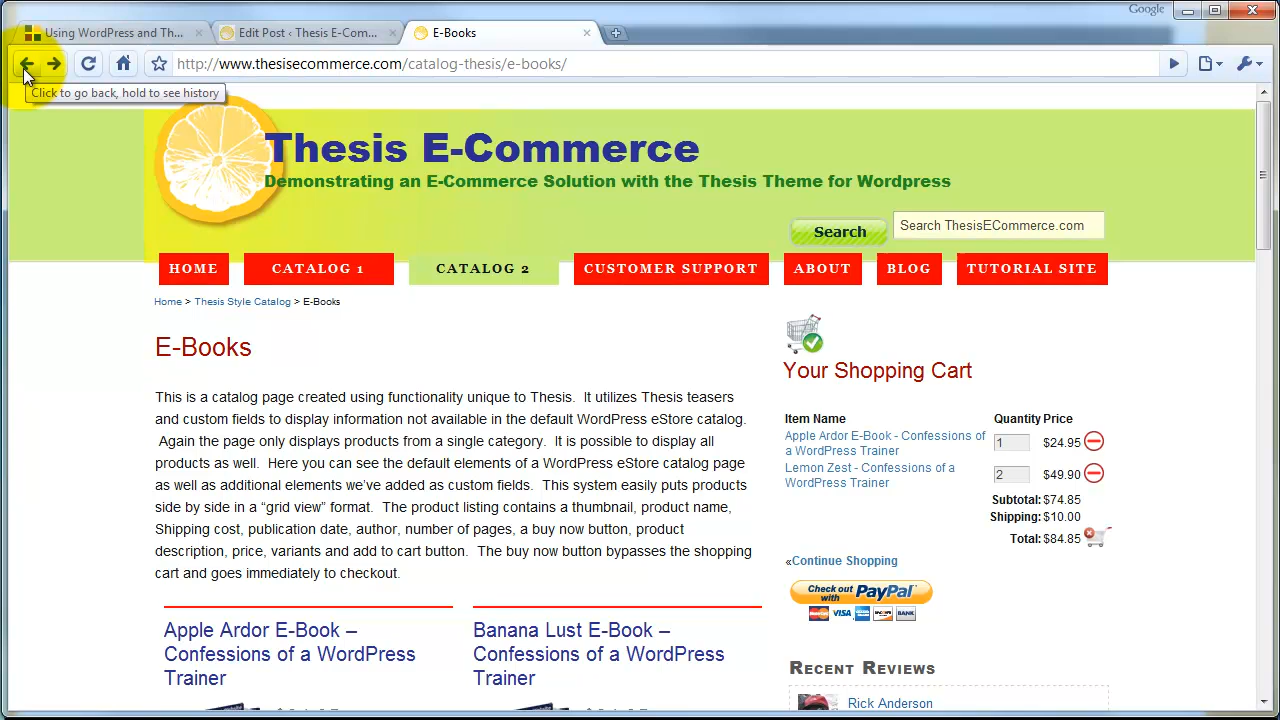 Google
Using WordPress and Th...
Edit Post ‹ Thesis E-Com...
E-Books
http://www.thesisecommerce.com/catalog-thesis/e-books/
Click to go back, hold to see history
Thesis E-Commerce
Demonstrating an E-Commerce Solution with the Thesis Theme for Wordpress
Search
Search ThesisECommerce.com
HOME
CATALOG 1
CATALOG 2
CUSTOMER SUPPORT
ABOUT
BLOG
TUTORIAL SITE
Home > Thesis Style Catalog > E-Books
E-Books
This is a catalog page created using functionality unique to Thesis.  It utilizes Thesis teasers
and custom fields to display information not available in the default WordPress eStore catalog.
Again the page only displays products from a single category.  It is possible to display all
products as well.  Here you can see the default elements of a WordPress eStore catalog page
as well as additional elements we've added as custom fields.  This system easily puts products
side by side in a "grid view" format.  The product listing contains a thumbnail, product name,
Shipping cost, publication date, author, number of pages, a buy now button, product
description, price, variants and add to cart button.  The buy now button bypasses the shopping
cart and goes immediately to checkout.
Apple Ardor E-Book –
Confessions of a WordPress
Trainer
Banana Lust E-Book –
Confessions of a WordPress
Trainer
Your Shopping Cart
Item Name Quantity Price
Apple Ardor E-Book - Confessions of 1 $24.95
a WordPress Trainer
Lemon Zest - Confessions of a 2 $49.90
WordPress Trainer
Subtotal: $74.85
Shipping: $10.00
Total: $84.85
«Continue Shopping
Check out with PayPal
MasterCard VISA AMEX DISCOVER BANK
RECENT REVIEWS
Rick Anderson